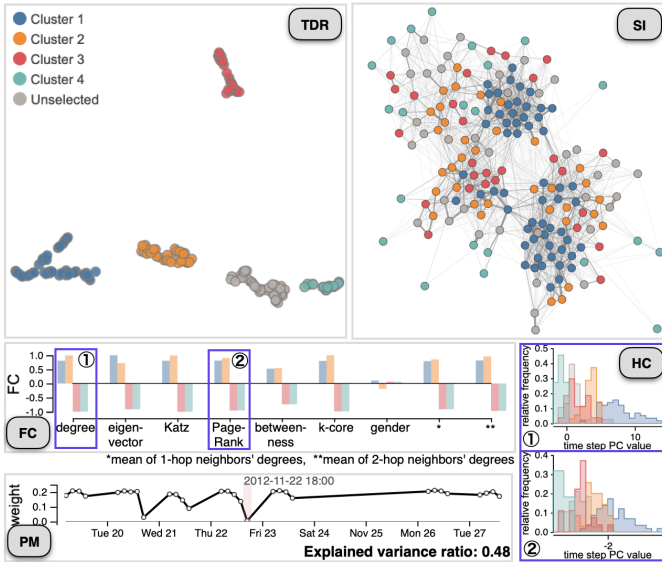 Cluster 1
Cluster 2
Cluster 3
Cluster 4
Unselected
TDR
SI
FC
1.0
0.5
0.0
-0.5
-1.0
①
②
degree
eigen-
vector
Katz
Page-
Rank
between-
ness
k-core
gender
*
**
FC
*mean of 1-hop neighbors' degrees, **mean of 2-hop neighbors' degrees
weight
0.2
0.1
0.0
2012-11-22 18:00
Tue 20
Wed 21
Thu 22
Fri 23
Sat 24
Nov 25
Mon 26
Tue 27
PM
Explained variance ratio: 0.48
HC
relative frequency
0.5
0.4
0.3
0.2
0.1
0.0
0
10
①
time step PC value
relative frequency
0.4
0.3
0.2
0.1
0.0
-2
②
time step PC value